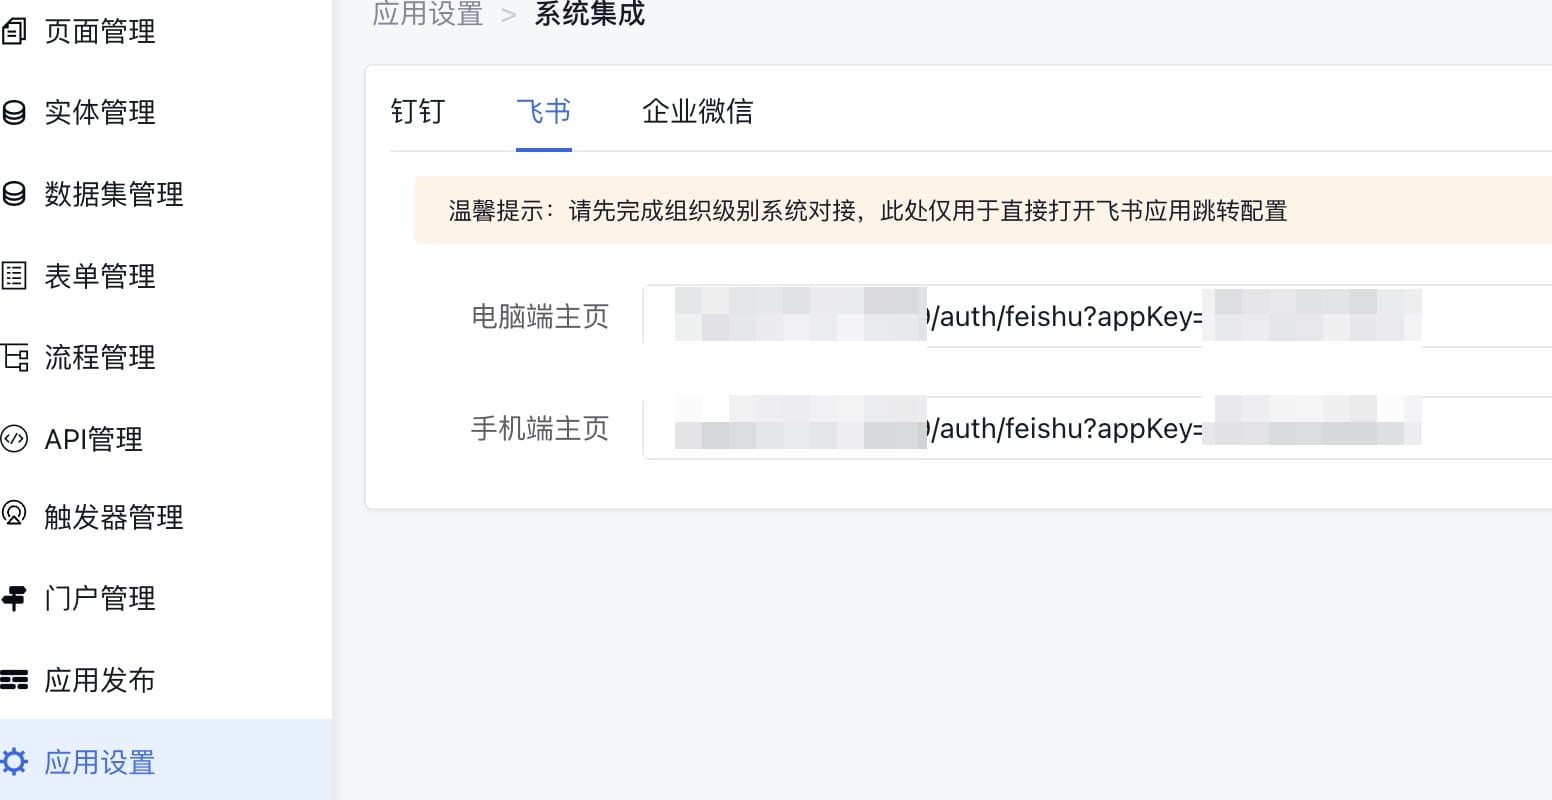 页面管理
实体管理
数据集管理
表单管理
流程管理
API管理
触发器管理
门户管理
应用发布
应用设置
应用设置 > 系统集成
钉钉 飞书 企业微信
温馨提示：请先完成组织级别系统对接，此处仅用于直接打开飞书应用跳转配置
电脑端主页 /auth/feishu?appKey=
手机端主页 /auth/feishu?appKey=